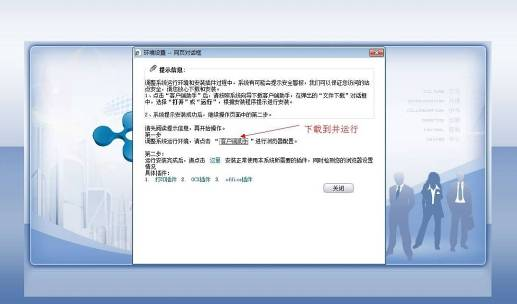 环境设置 -- 网页对话框
提示信息:
调整系统运行环境和安装插件过程中，系统有可能会提示安全警报，我们可以保证您访问的站
点安全，请您放心下载和安装。
1、点击“客户端助手”后，请按照系统向导下载客户端助手，在弹出的“文件下载”对话框
中，选择“打开”或“运行”，根据安装程序提示进行安装。
2、系统提示安装成功后，继续操作页面中的第二步。
请先阅读提示信息，再开始操作。
下载到并运行
第一步
调整系统运行环境，请点击 “客户端助手”进行浏览器配置。
第二步:
运行安装完成后，请点击 这里 安装正常使用本系统所需要的插件，同时检测您的浏览器设置
情况
具体插件:
1. 打印插件 2. OCX插件 3. office插件
关闭